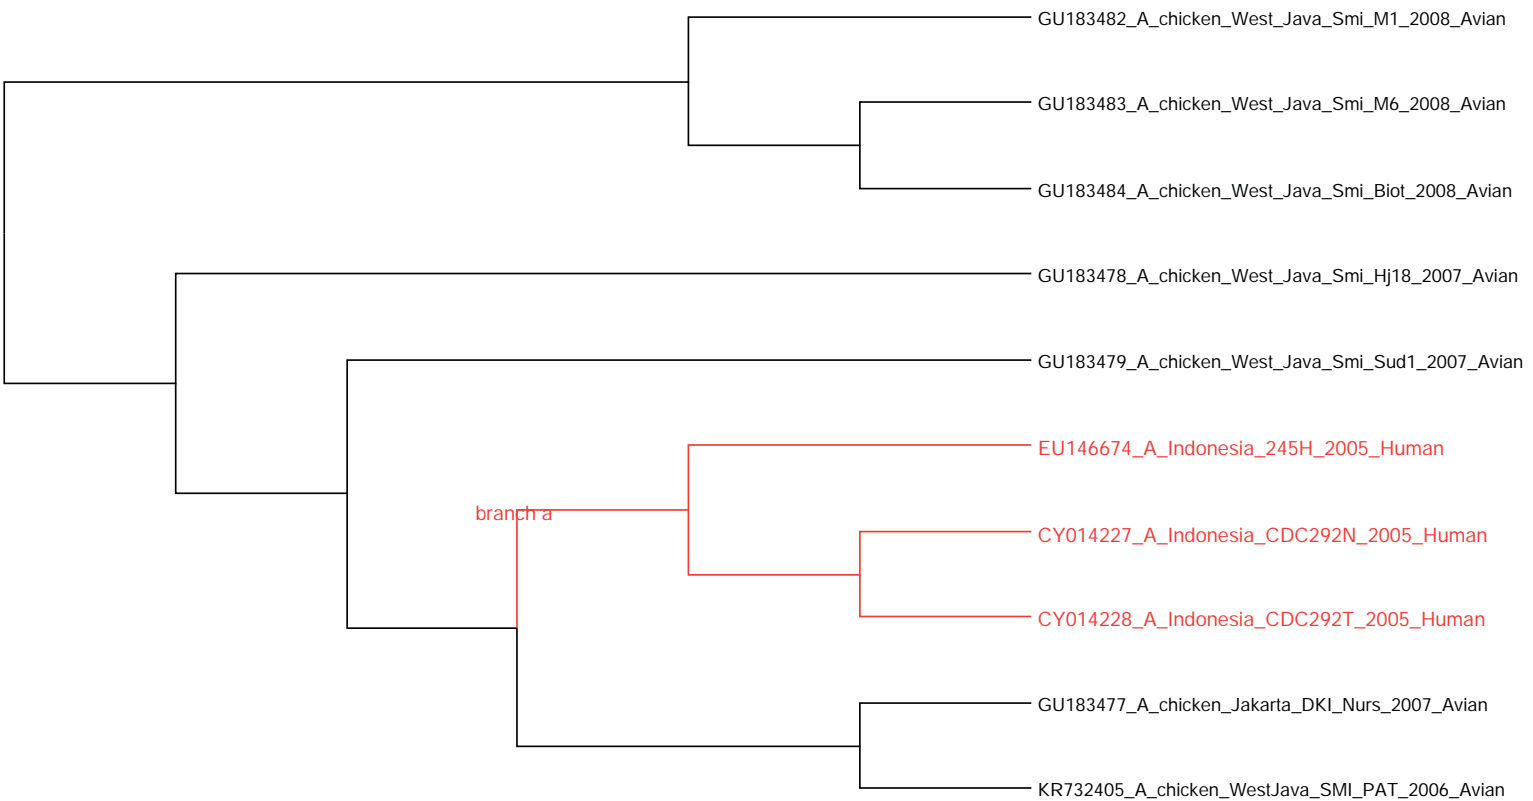 GU183482_A_chicken_West_Java_Smi_M1_2008_Avian
GU183483_A_chicken_West_Java_Smi_M6_2008_Avian
GU183484_A_chicken_West_Java_Smi_Biot_2008_Avian
GU183478_A_chicken_West_Java_Smi_Hj18_2007_Avian
GU183479_A_chicken_West_Java_Smi_Sud1_2007_Avian
EU146674_A_Indonesia_245H_2005_Human
branch a
CY014227_A_Indonesia_CDC292N_2005_Human
CY014228_A_Indonesia_CDC292T_2005_Human
GU183477_A_chicken_Jakarta_DKI_Nurs_2007_Avian
KR732405_A_chicken_WestJava_SMI_PAT_2006_Avian